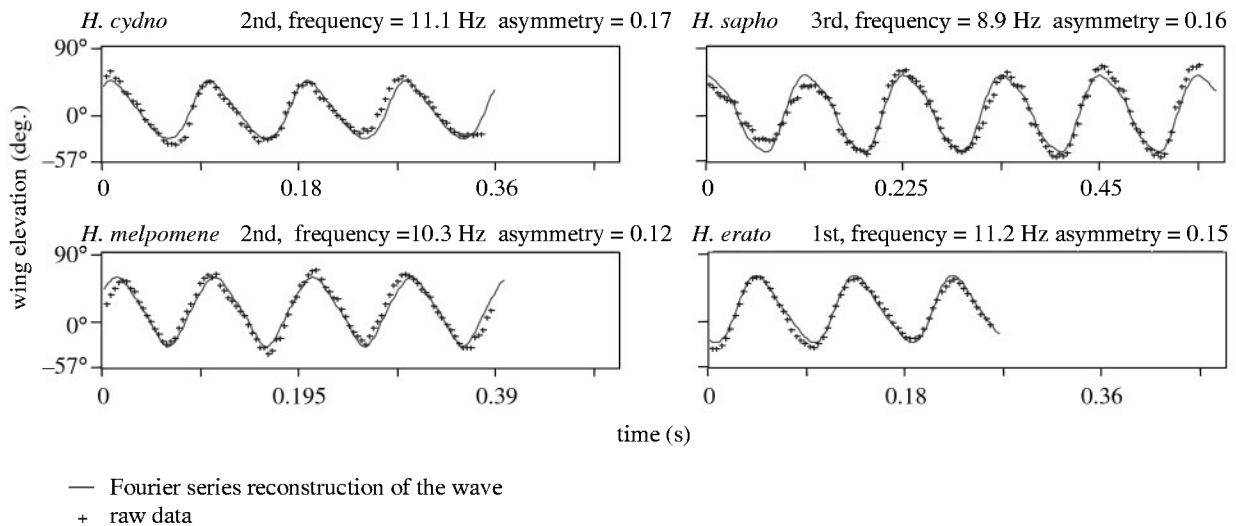 H. cydno 2nd, frequency = 11.1 Hz asymmetry = 0.17
H. sapho 3rd, frequency = 8.9 Hz asymmetry = 0.16
90°
0°
–57°
0 0.18 0.36
0 0.225 0.45
H. melpomene 2nd, frequency =10.3 Hz asymmetry = 0.12
H. erato 1st, frequency = 11.2 Hz asymmetry = 0.15
wing elevation (deg.)
90°
0°
–57°
0 0.195 0.39
0 0.18 0.36
time (s)
Fourier series reconstruction of the wave
+ raw data